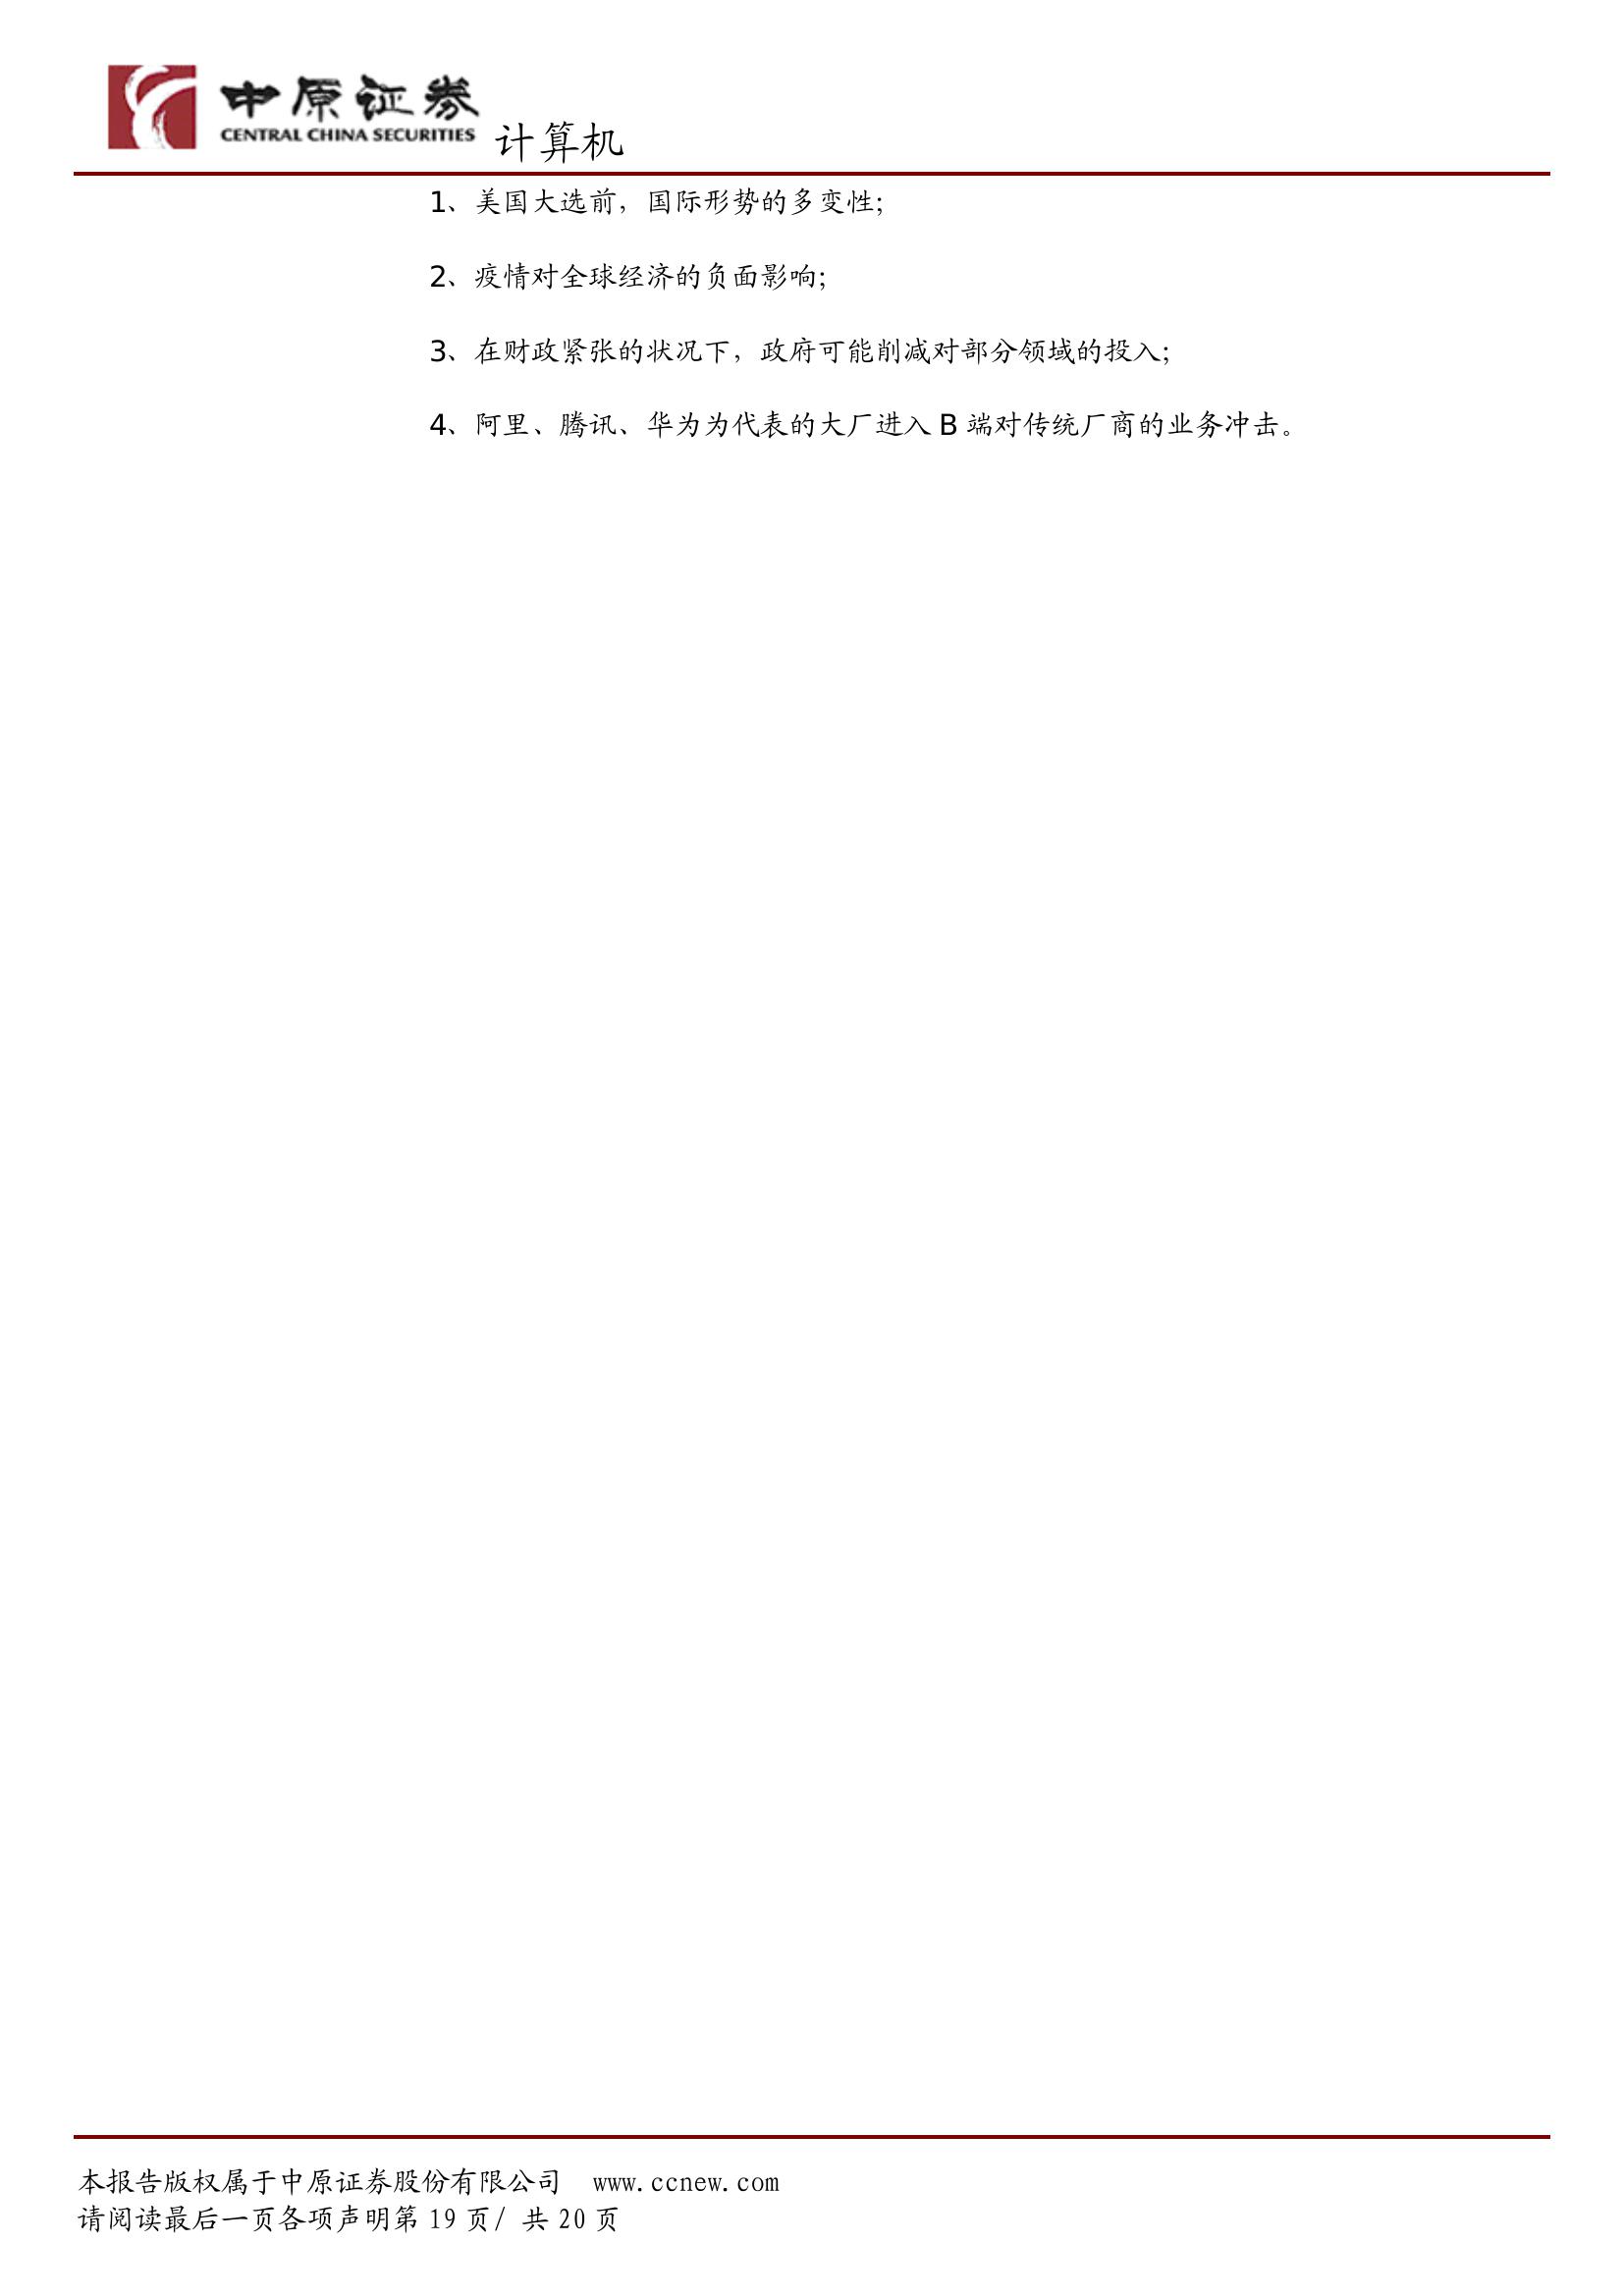 中原证券
CENTRAL CHINA SECURITIES
计算机
1、美国大选前，国际形势的多变性；
2、疫情对全球经济的负面影响；
3、在财政紧张的状况下，政府可能削减对部分领域的投入；
4、阿里、腾讯、华为为代表的大厂进入 B 端对传统厂商的业务冲击。
本报告版权属于中原证券股份有限公司 www.ccnew.com
请阅读最后一页各项声明第 19 页/ 共 20 页